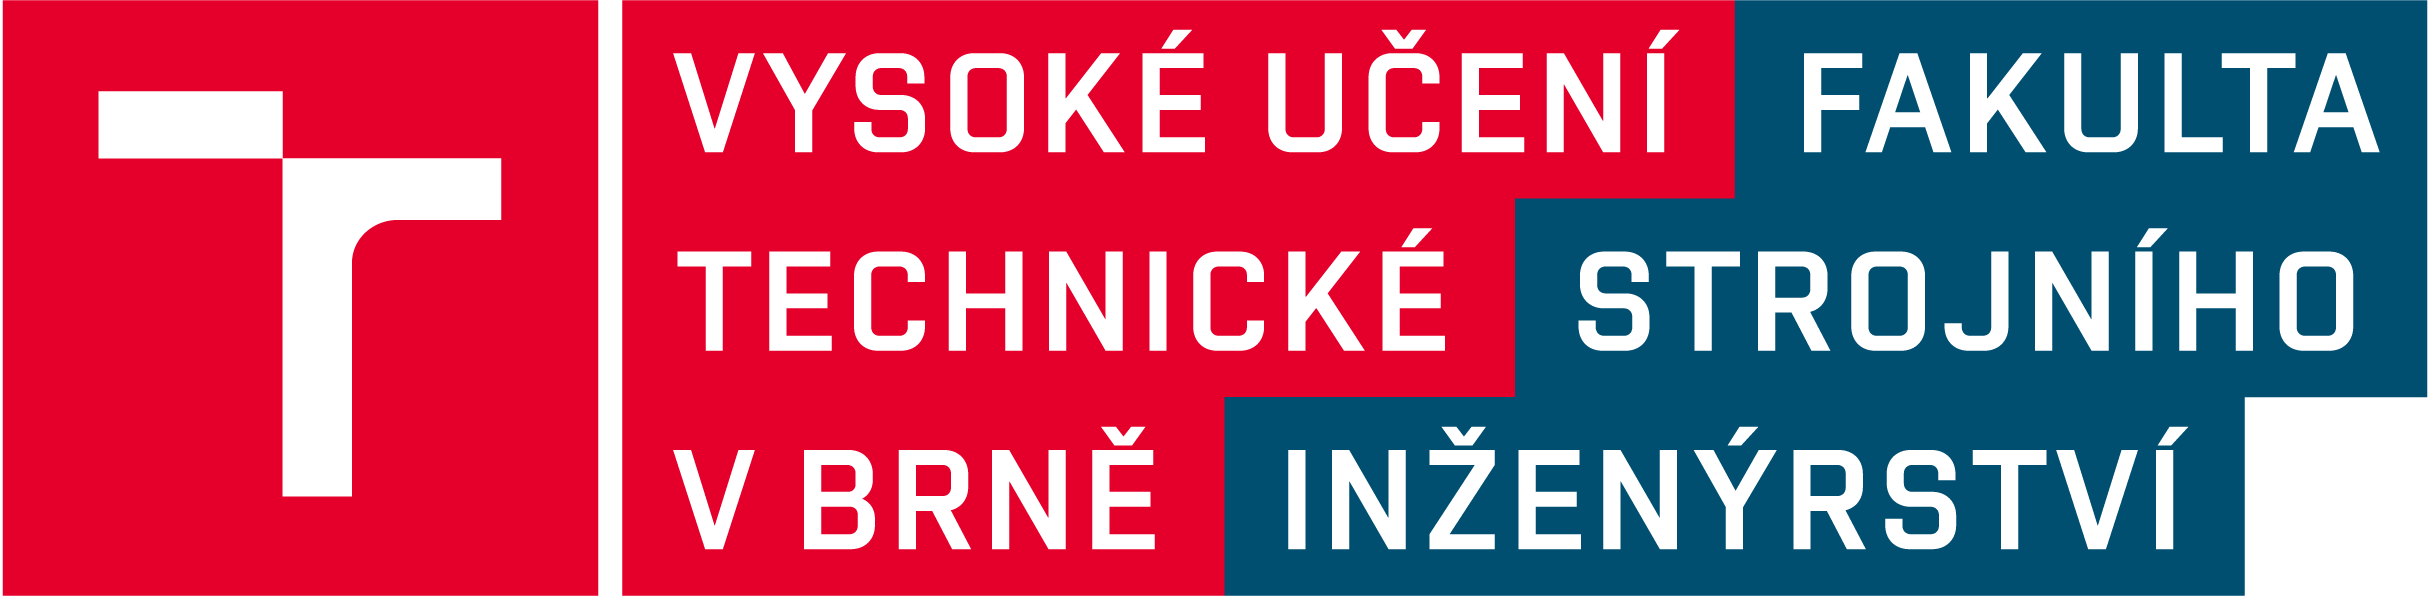 VYSOKÉ UČENÍ FAKULTA
TECHNICKÉ STROJNÍHO
V BRNĚ INŽENÝRSTVÍ